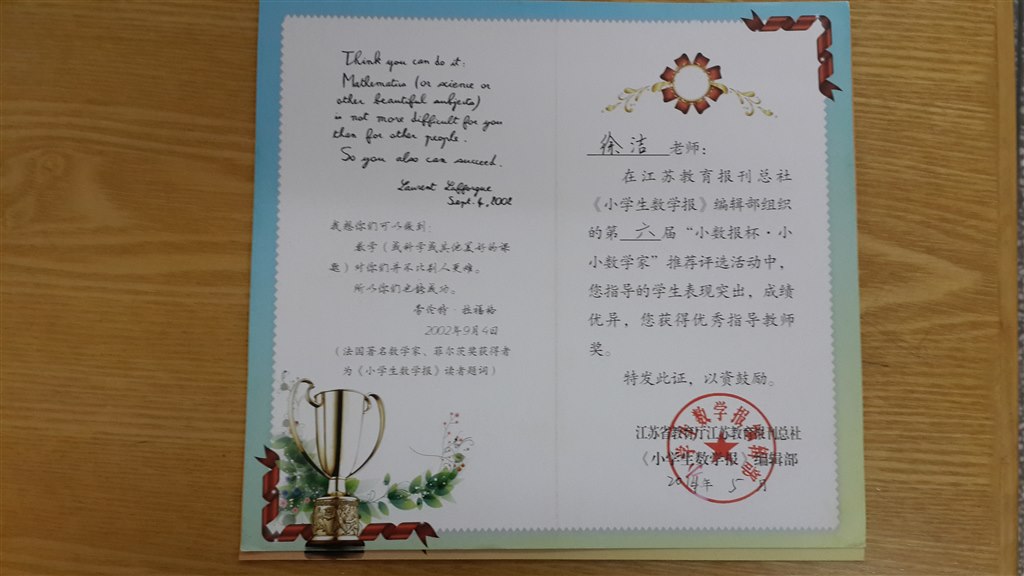 Think you can do it:
Mathematics (or science or
other beautiful subjects)
is not more difficult for you
than for other people.
So you also can succeed.
Laurent Lafforgue
Sept. 4, 2002
我想你们可以做到：
数学（或科学或其他美好的课
题）对你们并不比别人更难。
所以你们也能成功。
2002年9月4日
（法国著名数学家、菲尔茨奖获得者
为《小学生数学报》读者题词）
徐洁 老师：
在江苏教育报刊总社
《小学生数学报》编辑部组织
的第 六 届“小数报杯·小
小数学家”推荐评选活动中，
您指导的学生表现突出，成绩
优异，您获得优秀指导教师
奖。
特发此证，以资鼓励。
江苏省教育厅江苏教育报刊总社
《小学生数学报》编辑部
2014年 5 月